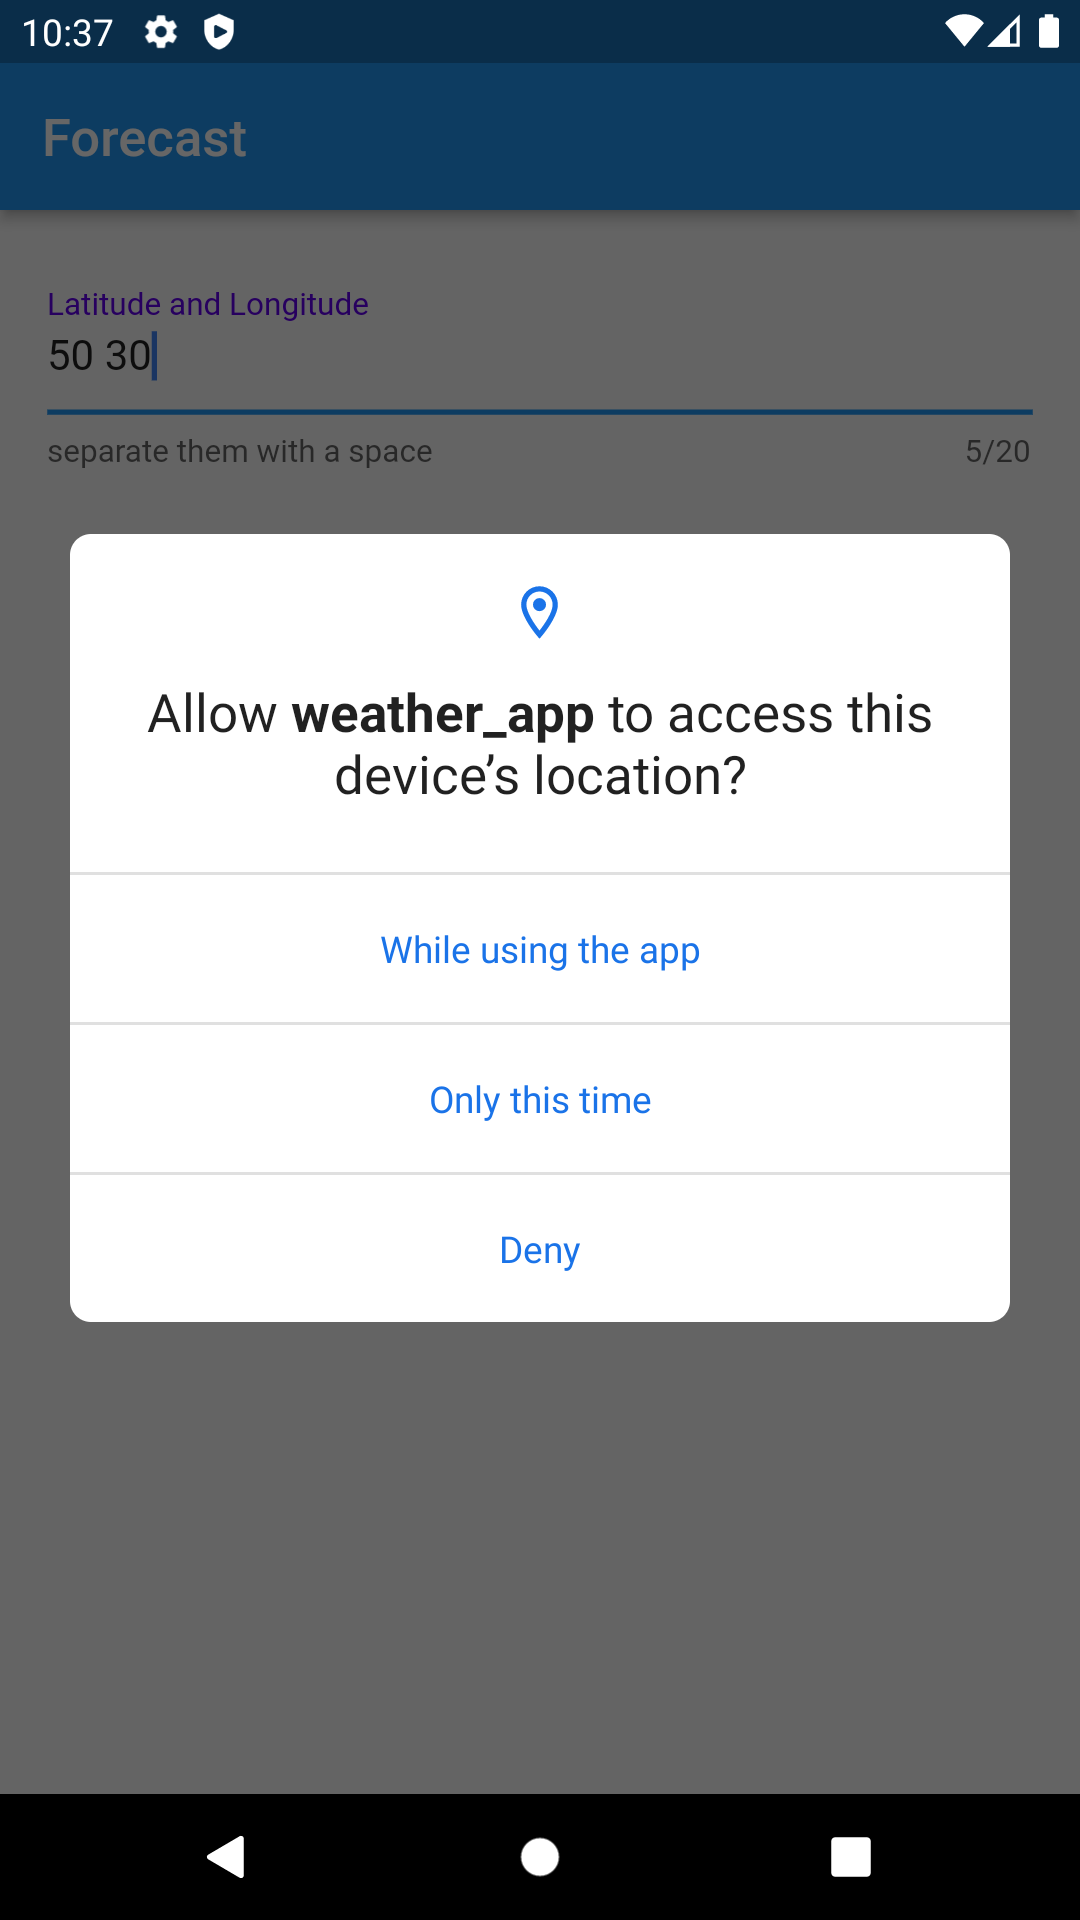 10:37
Forecast
Latitude and Longitude
50 30
separate them with a space 5/20
Allow weather_app to access this
device’s location?
While using the app
Only this time
Deny